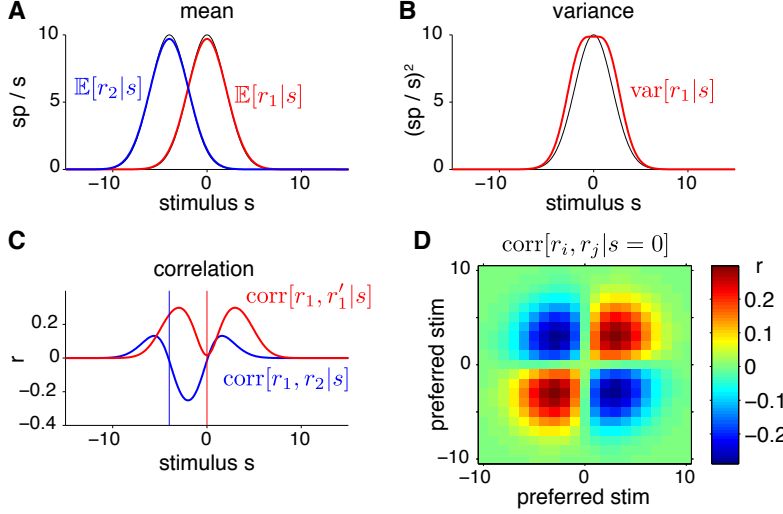 A
mean
10
5
0
sp / s
𝔼[r₂|s]
𝔼[r₁|s]
−10
0
10
stimulus s
B
variance
10
5
0
(sp / s)²
var[r₁|s]
−10
0
10
stimulus s
C
correlation
0.2
0
−0.2
−0.4
r
corr[r₁, r′₁|s]
corr[r₁, r₂|s]
−10
0
10
stimulus s
D
corr[rᵢ, rⱼ|s = 0]
10
0
−10
preferred stim
−10
0
10
preferred stim
r
0.2
0.1
0
−0.1
−0.2